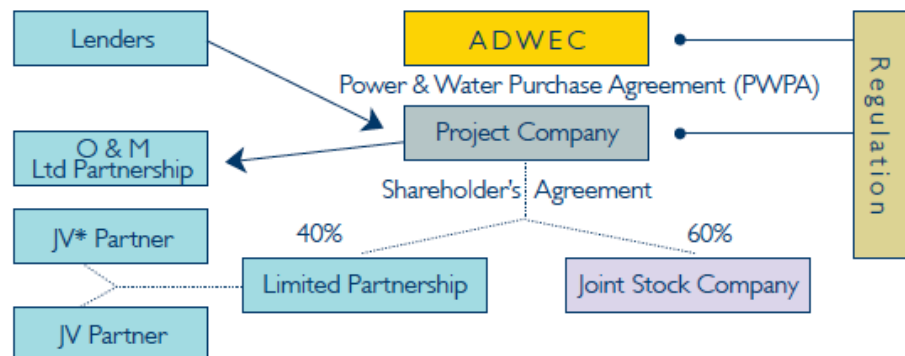 Lenders
ADWEC
Power & Water Purchase Agreement (PWPA)
Project Company
O & M
Ltd Partnership
Shareholder's Agreement
JV* Partner
40%
60%
Limited Partnership
Joint Stock Company
JV Partner
Regulation